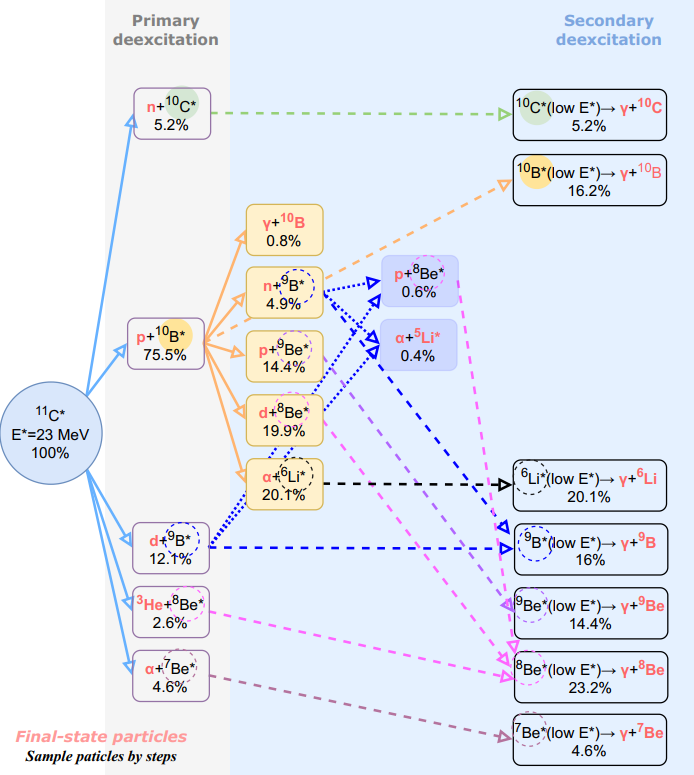 Primary
deexcitation
Secondary
deexcitation
n+¹⁰C*
5.2%
¹⁰C*(low E*)→ γ+¹⁰C
5.2%
¹⁰B*(low E*)→ γ+¹⁰B
16.2%
γ+¹⁰B
0.8%
n+⁹B*
4.9%
p+⁸Be*
0.6%
p+¹⁰B*
75.5%
p+⁹Be*
14.4%
α+⁵Li*
0.4%
¹¹C*
E*=23 MeV
100%
d+⁸Be*
19.9%
α+⁶Li*
20.1%
⁶Li*(low E*)→ γ+⁶Li
20.1%
d+⁹B*
12.1%
⁹B*(low E*)→ γ+⁹B
16%
³He+⁸Be*
2.6%
⁹Be*(low E*)→ γ+⁹Be
14.4%
α+⁷Be*
4.6%
⁸Be*(low E*)→ γ+⁸Be
23.2%
⁷Be*(low E*)→ γ+⁷Be
4.6%
Final-state particles
Sample paticles by steps